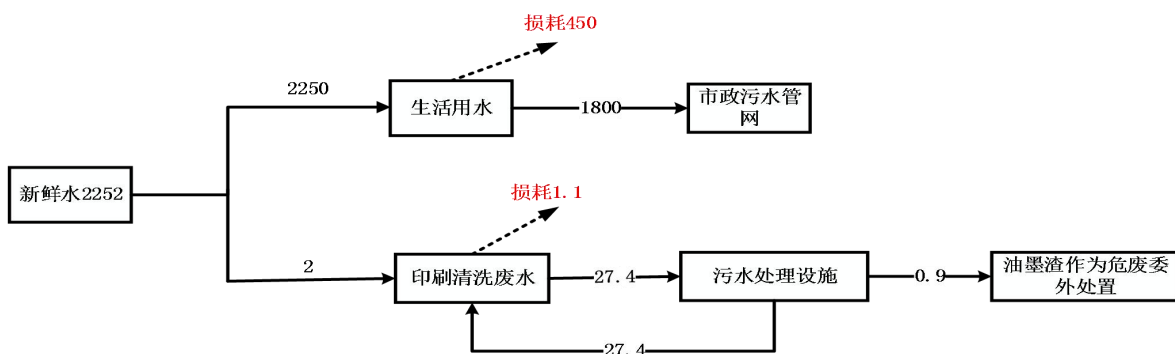 损耗450
2250
生活用水
1800
市政污水管
网
新鲜水2252
损耗1.1
2
印刷清洗废水
27.4
污水处理设施
0.9
油墨渣作为危废委
外处置
27.4